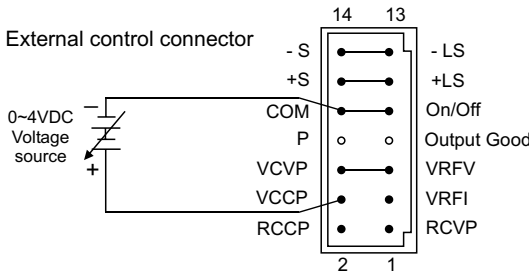 External control connector
14 13
- S - LS
+S +LS
COM On/Off
P Output Good
VCVP VRFV
VCCP VRFI
RCCP RCVP
2 1
0~4VDC
Voltage
source
−
+